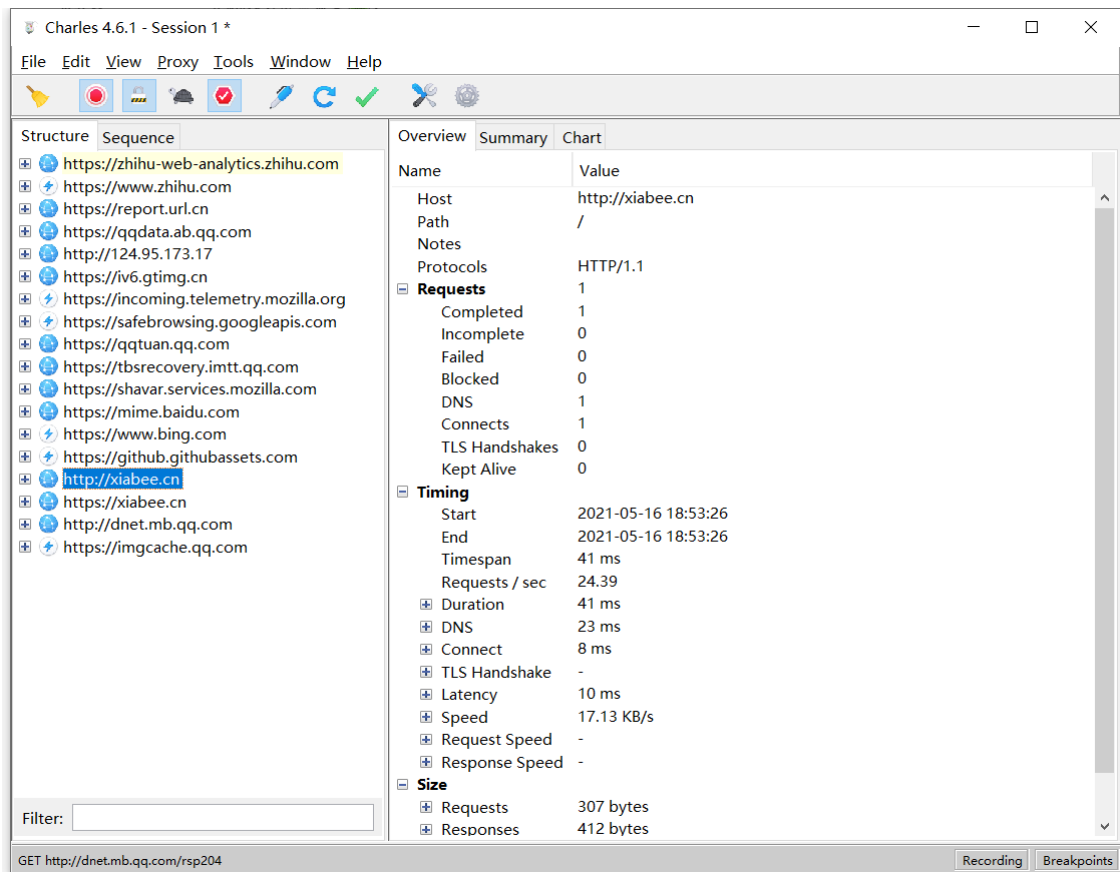 Charles 4.6.1 - Session 1 *
File Edit View Proxy Tools Window Help
Structure Sequence
https://zhihu-web-analytics.zhihu.com
https://www.zhihu.com
https://report.url.cn
https://qqdata.ab.qq.com
http://124.95.173.17
https://iv6.gtimg.cn
https://incoming.telemetry.mozilla.org
https://safebrowsing.googleapis.com
https://qqtuan.qq.com
https://tbsrecovery.imtt.qq.com
https://shavar.services.mozilla.com
https://mime.baidu.com
https://www.bing.com
https://github.githubassets.com
http://xiabee.cn
https://xiabee.cn
http://dnet.mb.qq.com
https://imgcache.qq.com
Filter:
Overview Summary Chart
Name Value
Host http://xiabee.cn
Path /
Notes
Protocols HTTP/1.1
Requests 1
Completed 1
Incomplete 0
Failed 0
Blocked 0
DNS 1
Connects 1
TLS Handshakes 0
Kept Alive 0
Timing
Start 2021-05-16 18:53:26
End 2021-05-16 18:53:26
Timespan 41 ms
Requests / sec 24.39
Duration 41 ms
DNS 23 ms
Connect 8 ms
TLS Handshake -
Latency 10 ms
Speed 17.13 KB/s
Request Speed -
Response Speed -
Size
Requests 307 bytes
Responses 412 bytes
GET http://dnet.mb.qq.com/rsp204
Recording Breakpoints